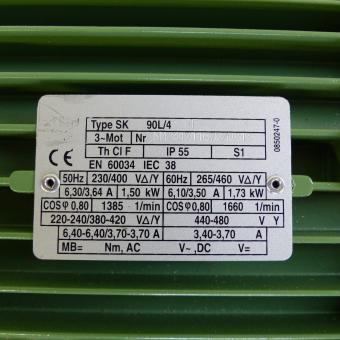 Type SK 90L/4
3~Mot Nr
Th Cl F IP 55 S1
CE EN 60034 IEC 38
50Hz 230/400 V△/Y 60Hz 265/460 V△/Y
6,30/3,64 A 1,50 kW 6,10/3,50 A 1,73 kW
COSφ 0,80 1385 1/min COSφ 0,80 1660 1/min
220-240/380-420 V△/Y 440-480 V Y
6,40-6,40/3,70-3,70 A 3,40-3,70 A
MB= Nm, AC V~ ,DC V=
0850247-0